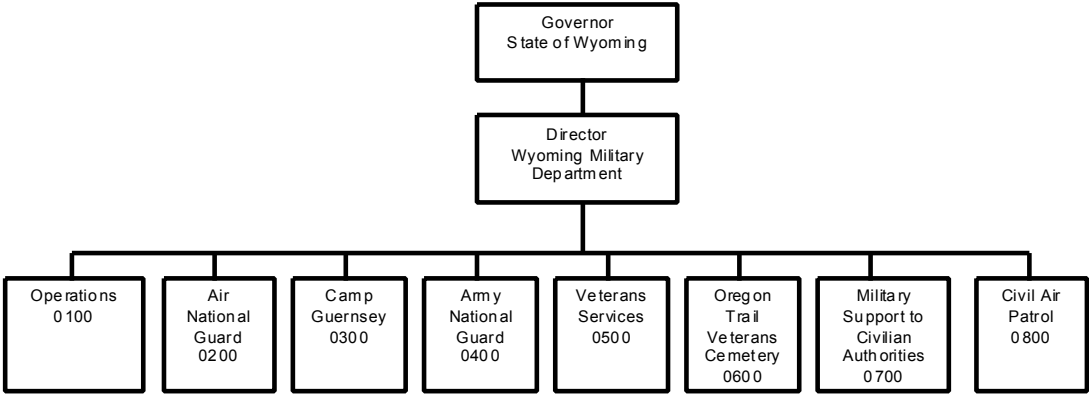 Governor
State of Wyoming
Director
Wyoming Military
Department
Operations
0100
Air
National
Guard
0200
Camp
Guernsey
0300
Army
National
Guard
0400
Veterans
Services
0500
Oregon
Trail
Veterans
Cemetery
0600
Military
Support to
Civilian
Authorities
0700
Civil Air
Patrol
0800